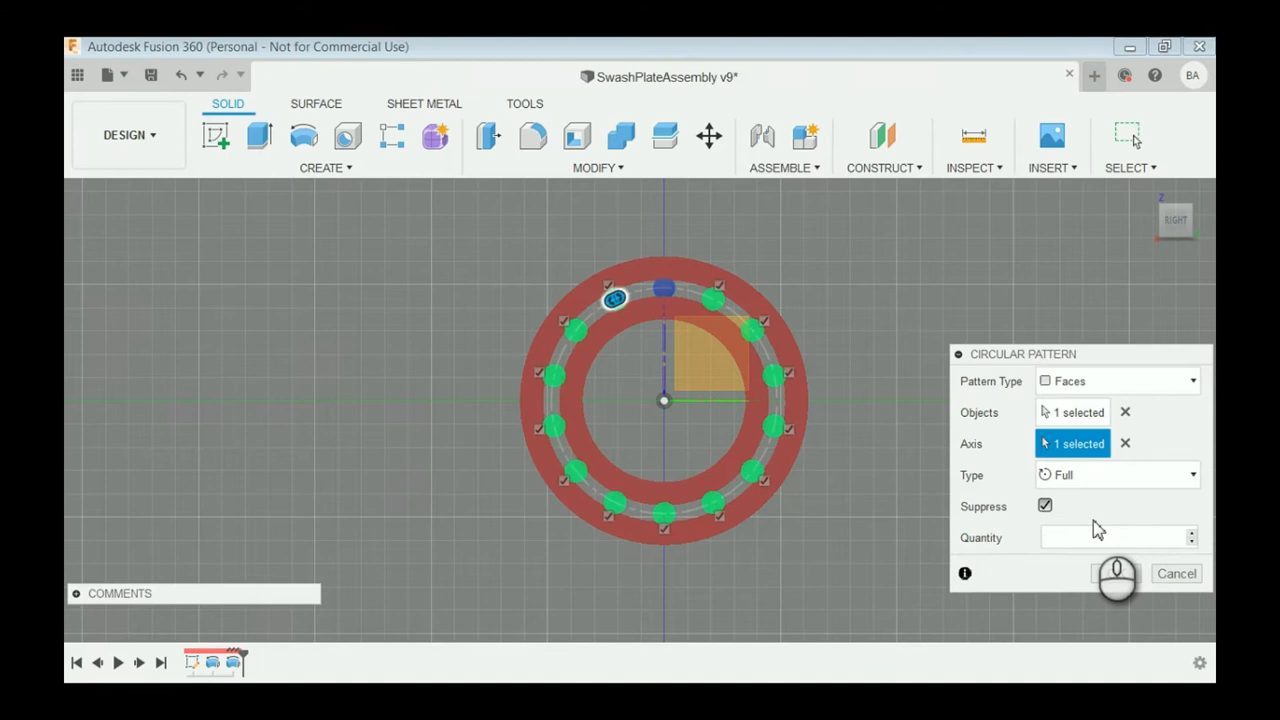 Autodesk Fusion 360 (Personal - Not for Commercial Use)
SwashPlateAssembly v9*
BA
DESIGN
SOLID
SURFACE
SHEET METAL
TOOLS
CREATE
MODIFY
ASSEMBLE
CONSTRUCT
INSPECT
INSERT
SELECT
Z
RIGHT
CIRCULAR PATTERN
Pattern Type Faces
Objects 1 selected
Axis 1 selected
Type Full
Suppress
Quantity
Cancel
COMMENTS